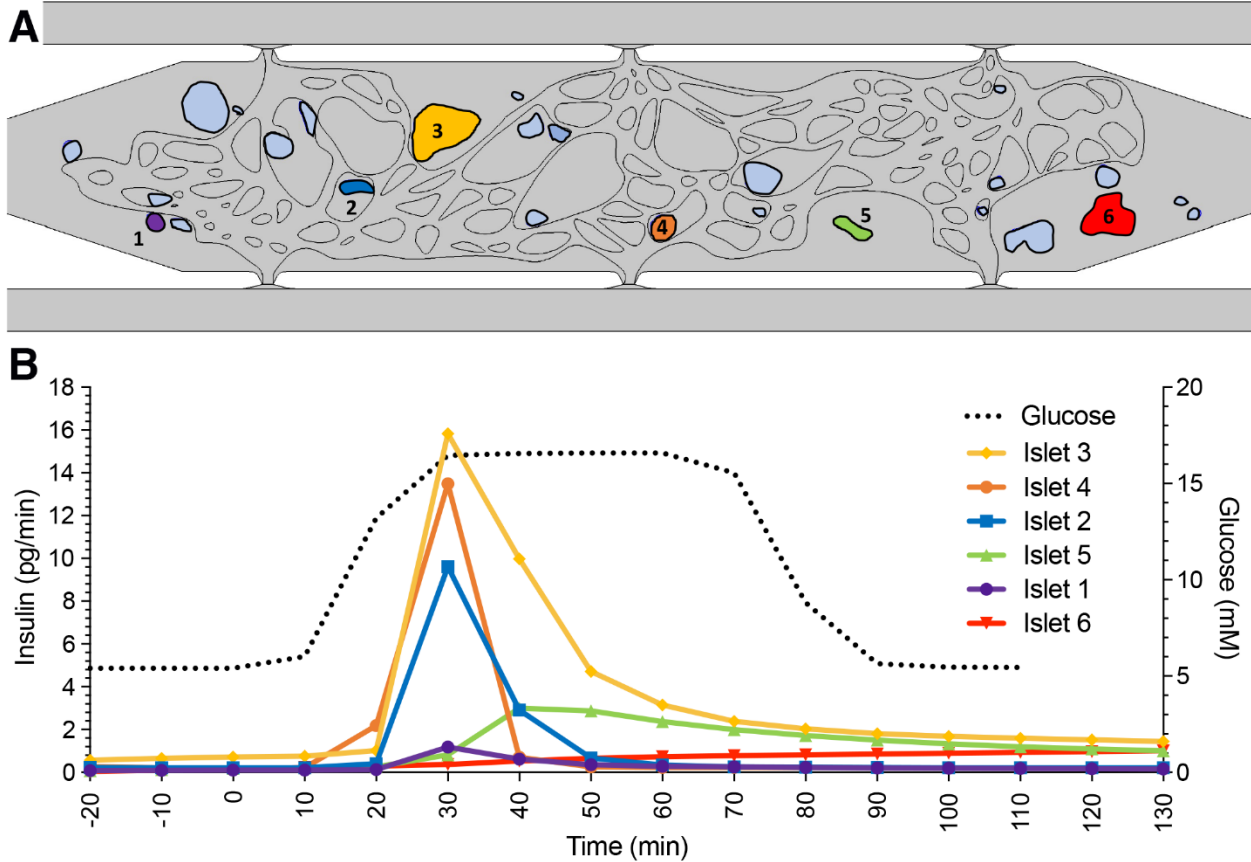 A
3
2
1
4
5
6
B
18
16
14
12
10
8
6
4
2
0
Insulin (pg/min)
20
15
10
5
0
Glucose (mM)
Glucose
Islet 3
Islet 4
Islet 2
Islet 5
Islet 1
Islet 6
-20 -10 0 10 20 30 40 50 60 70 80 90 100 110 120 130
Time (min)